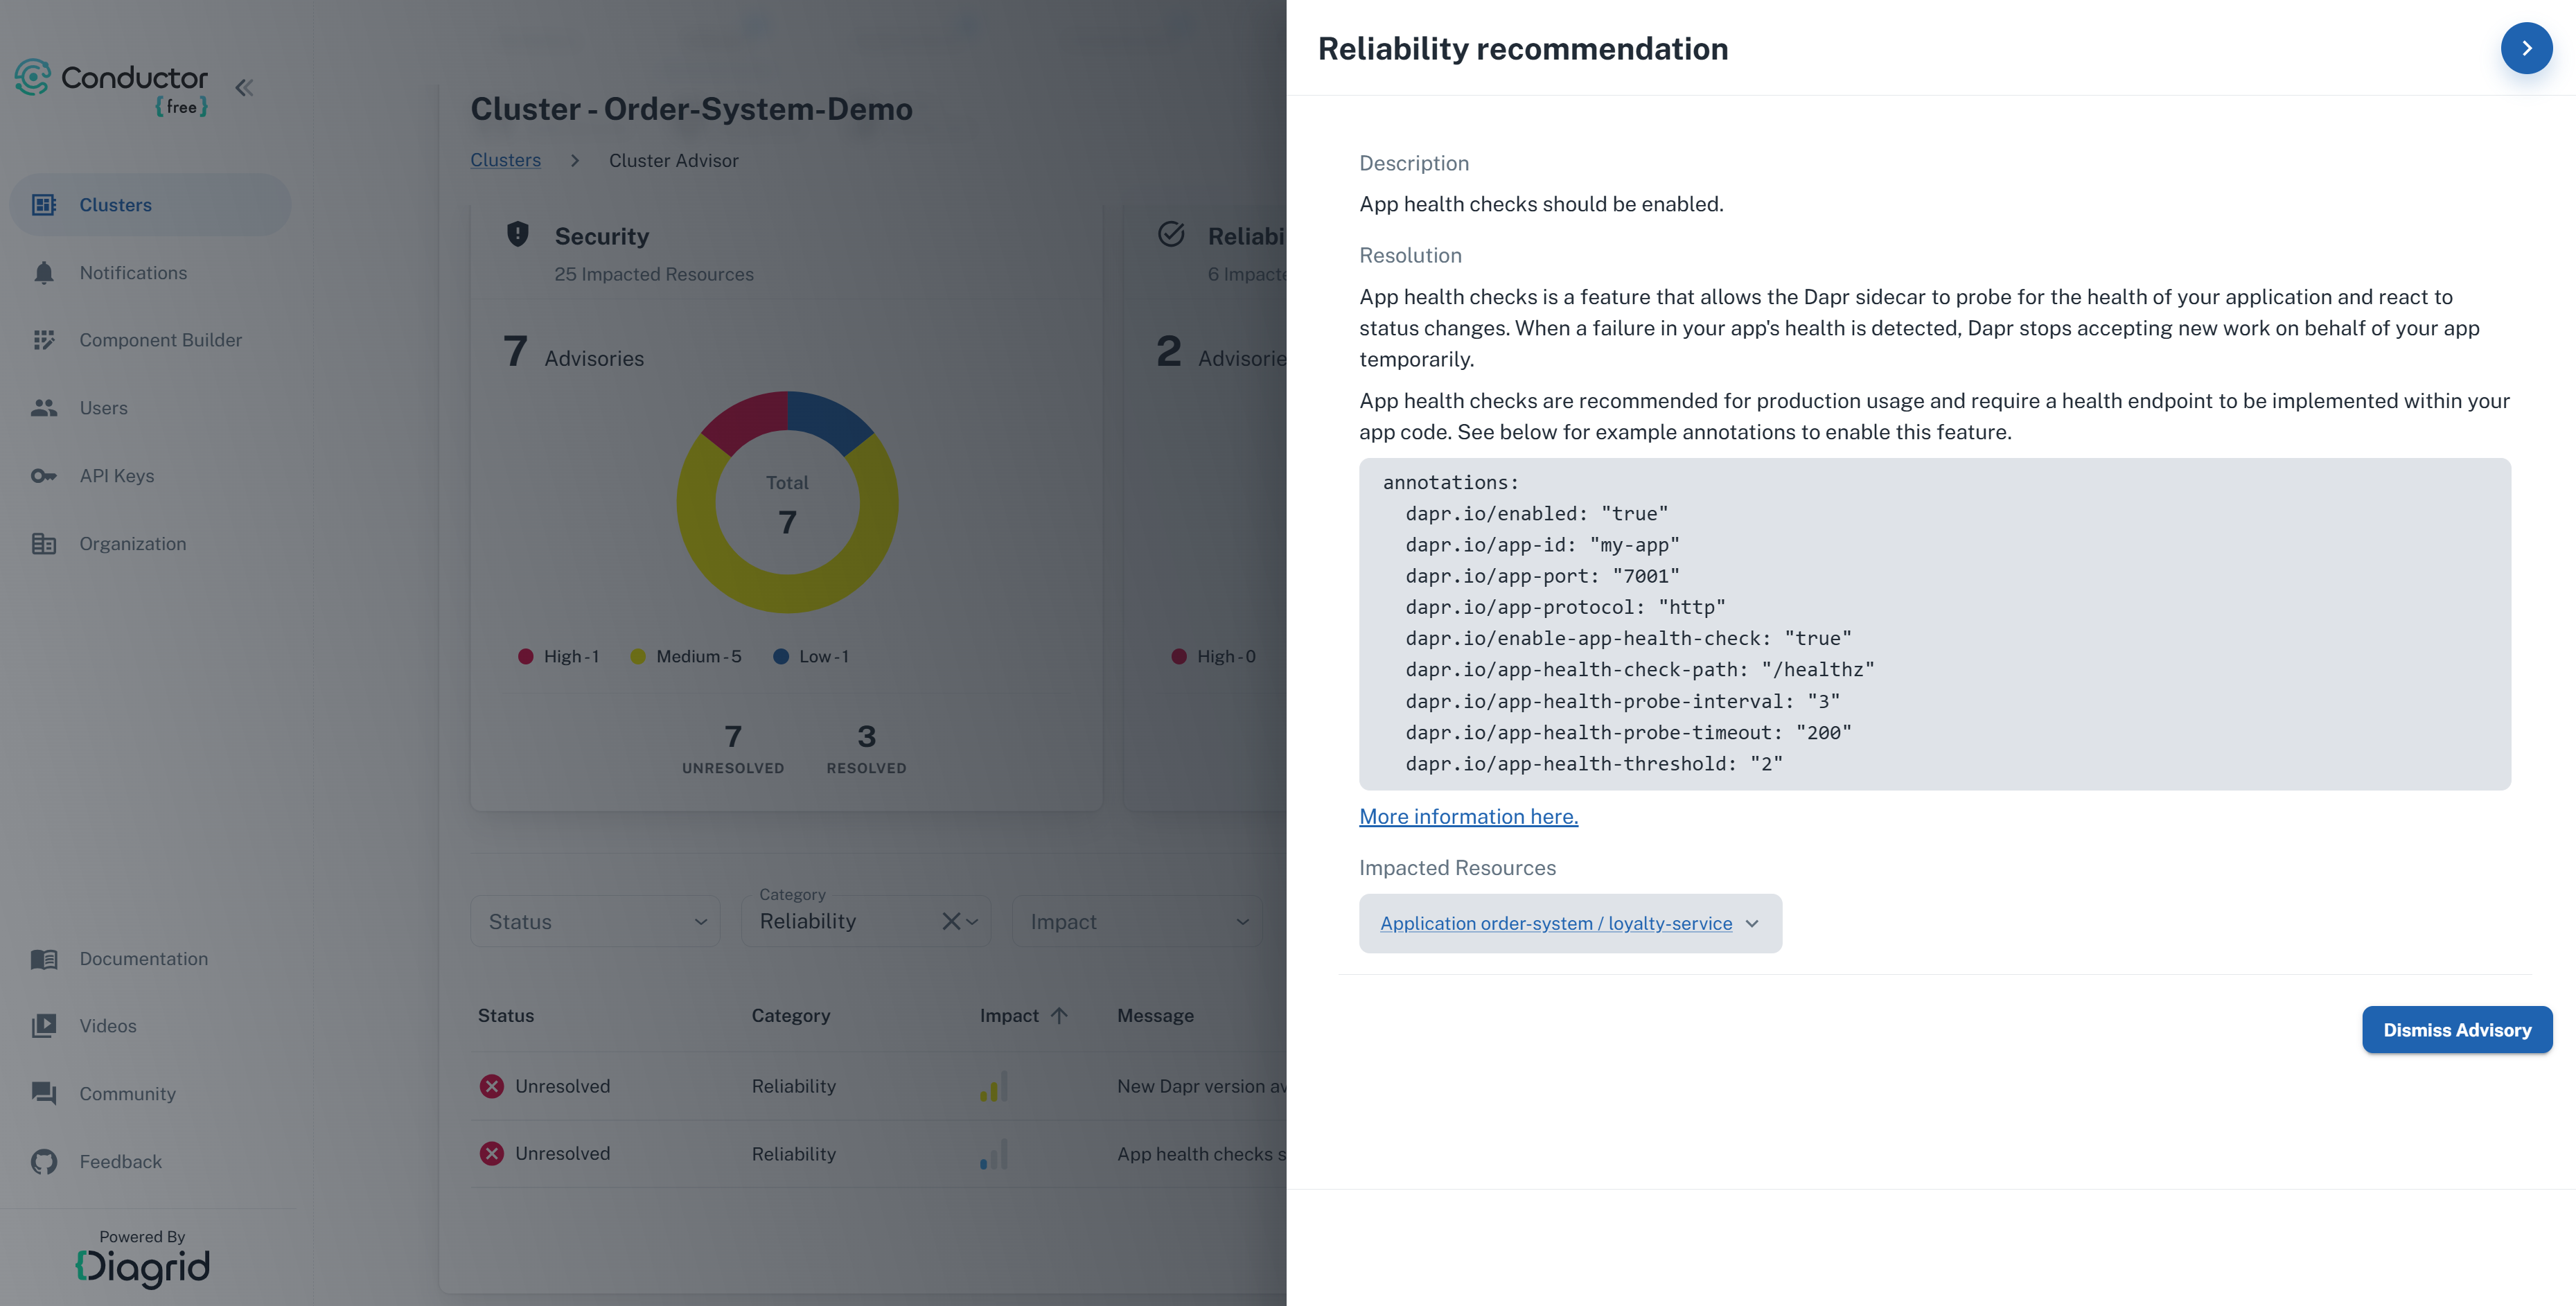 Conductor
{free}
Clusters
Notifications
Component Builder
Users
API Keys
Organization
Documentation
Videos
Community
Feedback
Powered By
Diagrid
Cluster - Order-System-Demo
Clusters > Cluster Advisor
Security
25 Impacted Resources
7 Advisories
Total
7
High - 1 Medium - 5 Low - 1
7 3
UNRESOLVED RESOLVED
Reliabi
6 Impacte
2 Advisorie
High - 0
Status
Category
Reliability
Impact
Status Category Impact Message
Unresolved Reliability New Dapr version av
Unresolved Reliability App health checks s
Reliability recommendation
Description
App health checks should be enabled.
Resolution
App health checks is a feature that allows the Dapr sidecar to probe for the health of your application and react to
status changes. When a failure in your app's health is detected, Dapr stops accepting new work on behalf of your app
temporarily.
App health checks are recommended for production usage and require a health endpoint to be implemented within your
app code. See below for example annotations to enable this feature.
annotations:
dapr.io/enabled: "true"
dapr.io/app-id: "my-app"
dapr.io/app-port: "7001"
dapr.io/app-protocol: "http"
dapr.io/enable-app-health-check: "true"
dapr.io/app-health-check-path: "/healthz"
dapr.io/app-health-probe-interval: "3"
dapr.io/app-health-probe-timeout: "200"
dapr.io/app-health-threshold: "2"
More information here.
Impacted Resources
Application order-system / loyalty-service
Dismiss Advisory